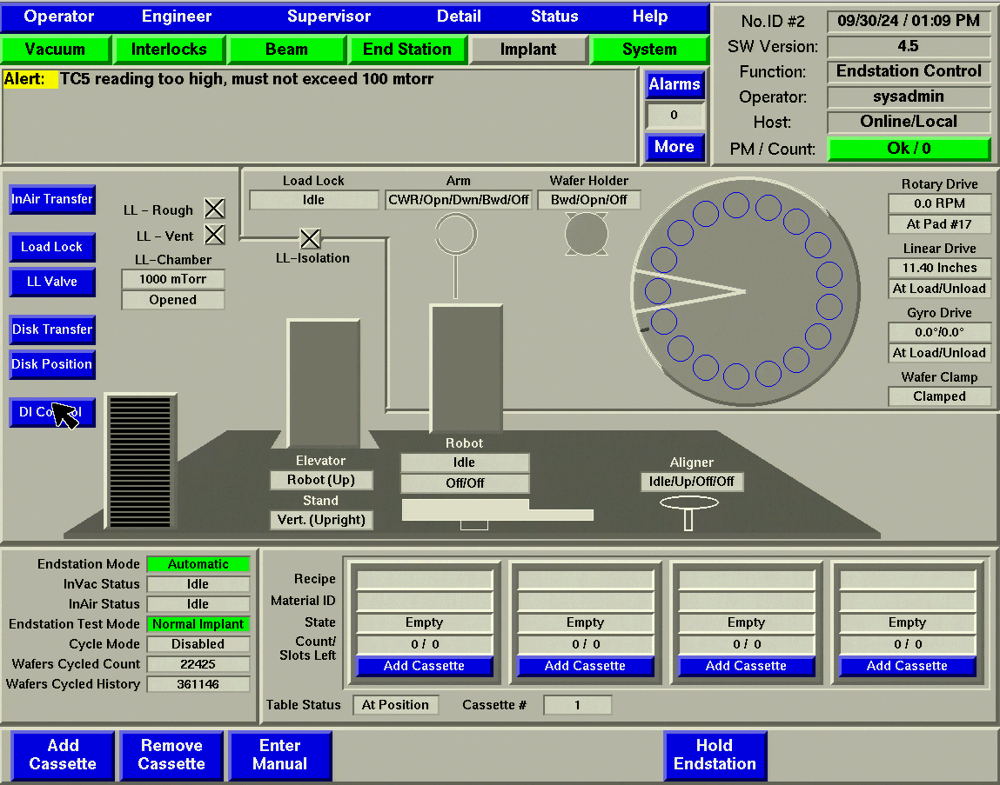 Operator Engineer Supervisor Detail Status Help
Vacuum Interlocks Beam End Station Implant System
Alert: TC5 reading too high, must not exceed 100 mtorr
Alarms
0
More
No.ID #2 09/30/24 / 01:09 PM
SW Version: 4.5
Function: Endstation Control
Operator: sysadmin
Host: Online/Local
PM / Count: Ok / 0
InAir Transfer
Load Lock
LL Valve
Disk Transfer
Disk Position
LL - Rough
LL - Vent
LL-Chamber
1000 mTorr
Opened
Load Lock
Idle
LL-Isolation
Arm
CWR/Opn/Dwn/Bwd/Off
Wafer Holder
Bwd/Opn/Off
Rotary Drive
0.0 RPM
At Pad #17
Linear Drive
11.40 Inches
At Load/Unload
Gyro Drive
0.0°/0.0°
At Load/Unload
Wafer Clamp
Clamped
Elevator
Robot (Up)
Stand
Vert. (Upright)
Robot
Idle
Off/Off
Aligner
Idle/Up/Off/Off
Endstation Mode Automatic
InVac Status Idle
InAir Status Idle
Endstation Test Mode Normal Implant
Cycle Mode Disabled
Wafers Cycled Count 22425
Wafers Cycled History 361146
Recipe
Material ID
State Empty Empty Empty Empty
Count/
Slots Left 0 / 0 0 / 0 0 / 0 0 / 0
Add Cassette Add Cassette Add Cassette Add Cassette
Table Status At Position Cassette # 1
Add
Cassette
Remove
Cassette
Enter
Manual
Hold
Endstation